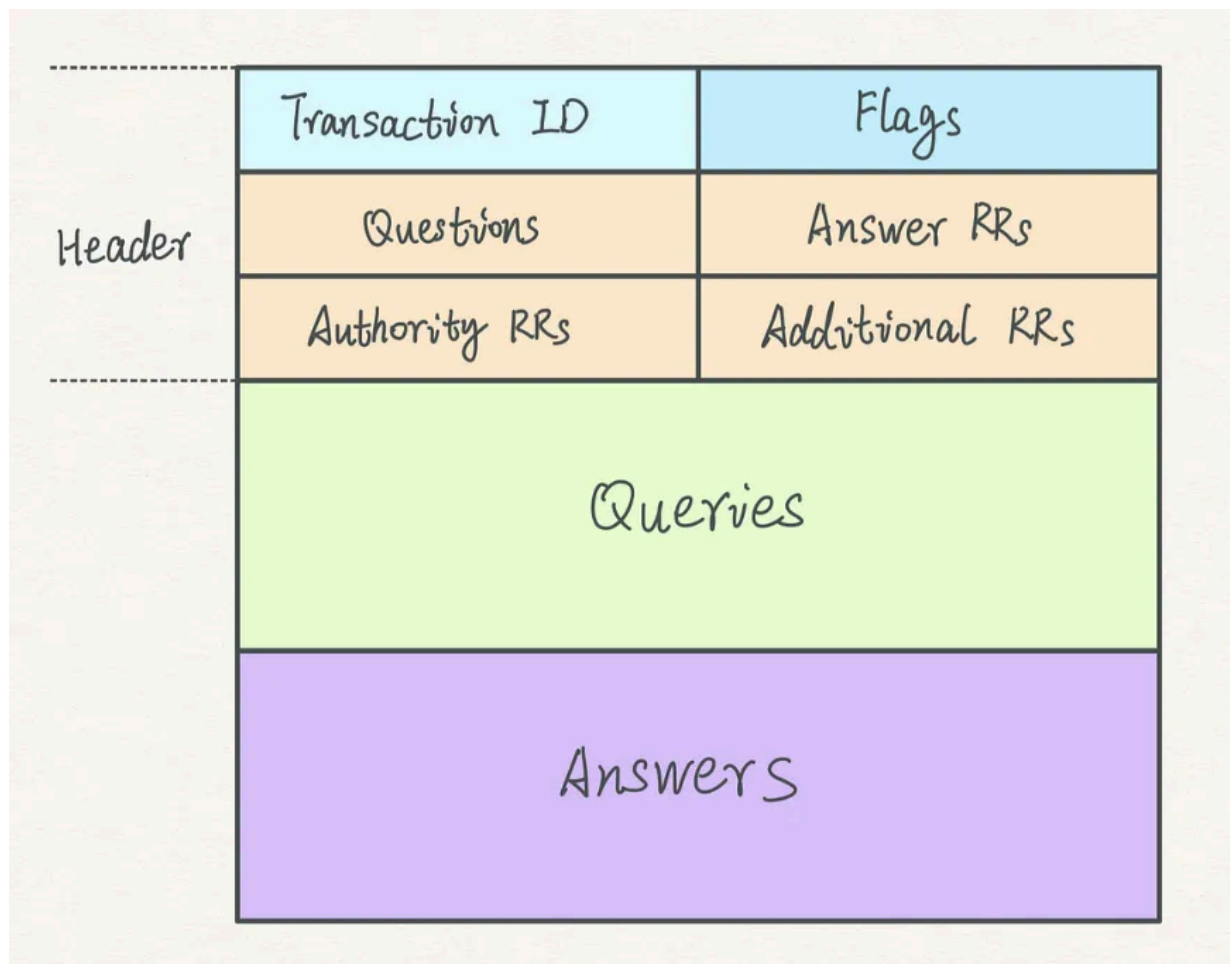 Transaction ID
Flags
Header
Questions
Answer RRs
Authority RRs
Additional RRs
Queries
Answers